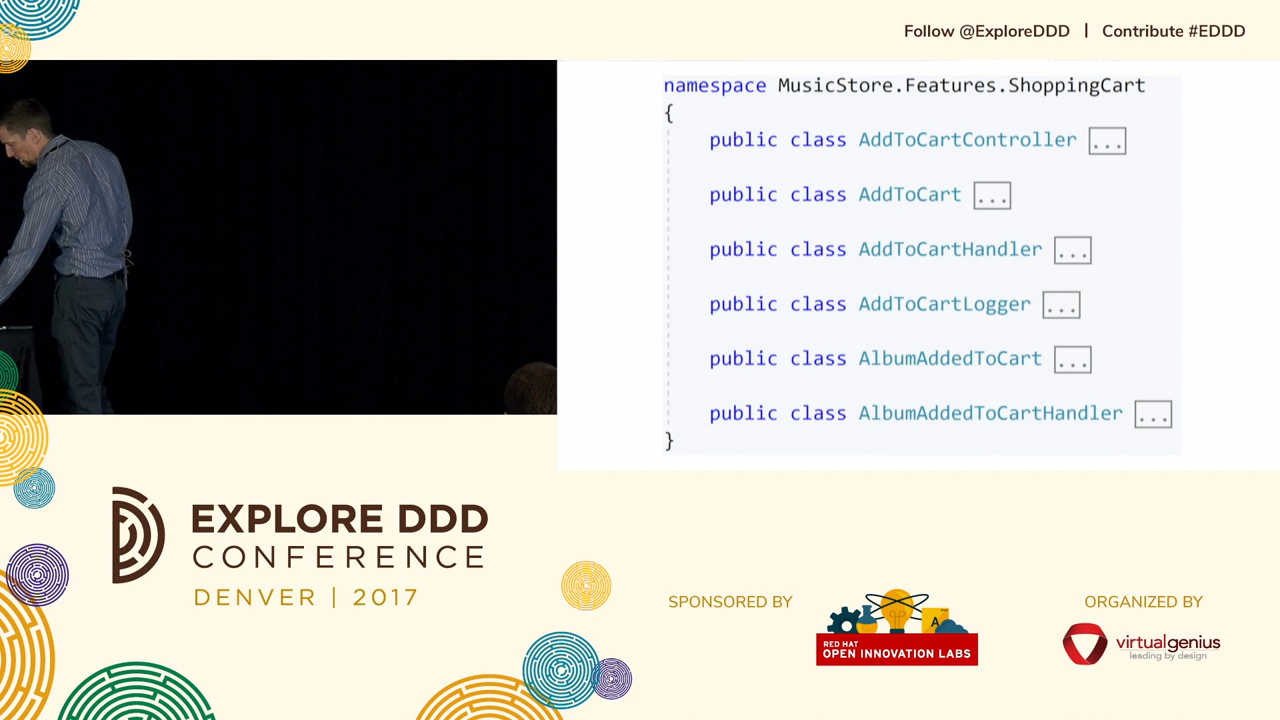 Follow @ExploreDDD | Contribute #EDDD
namespace MusicStore.Features.ShoppingCart
{
public class AddToCartController ...
public class AddToCart ...
public class AddToCartHandler ...
public class AddToCartLogger ...
public class AlbumAddedToCart ...
public class AlbumAddedToCartHandler ...
}
EXPLORE DDD
CONFERENCE
DENVER | 2017
SPONSORED BY
A
RED HAT
OPEN INNOVATION LABS
ORGANIZED BY
virtualgenius
leading by design